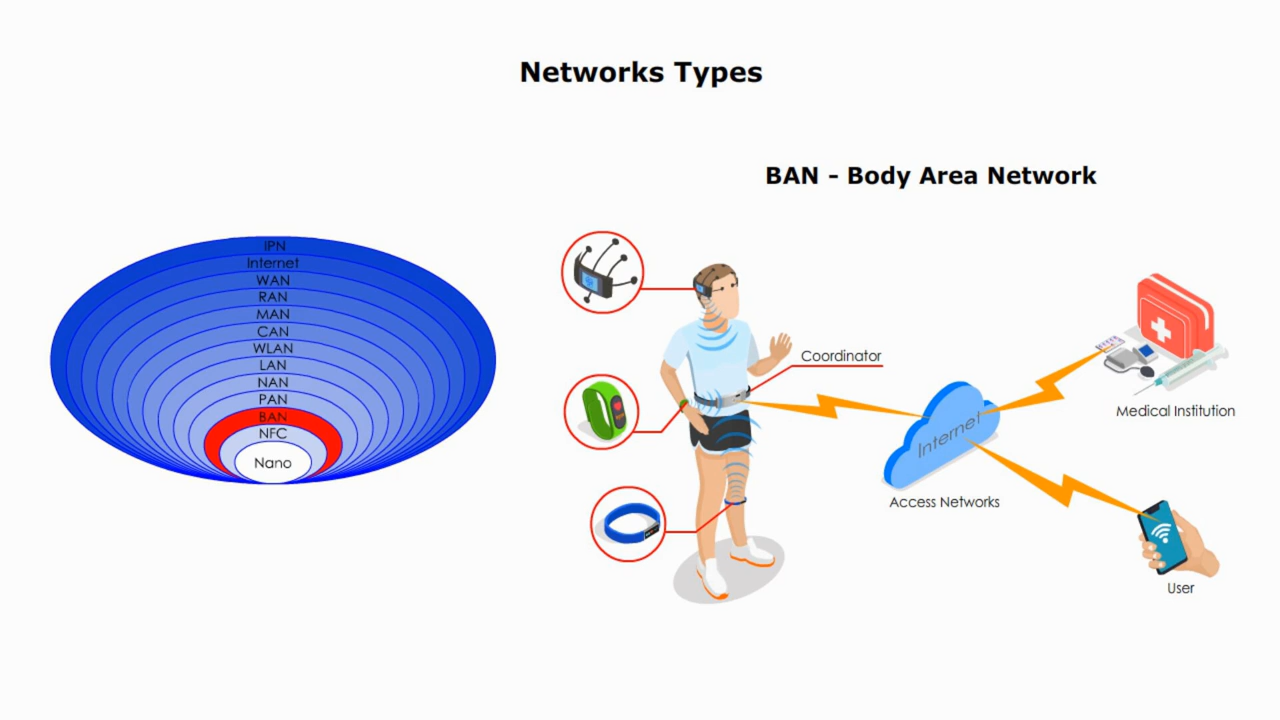 Networks Types
BAN - Body Area Network
IPN
Internet
WAN
RAN
MAN
CAN
WLAN
LAN
NAN
PAN
BAN
NFC
Nano
Coordinator
Internet
Access Networks
Medical Institution
User